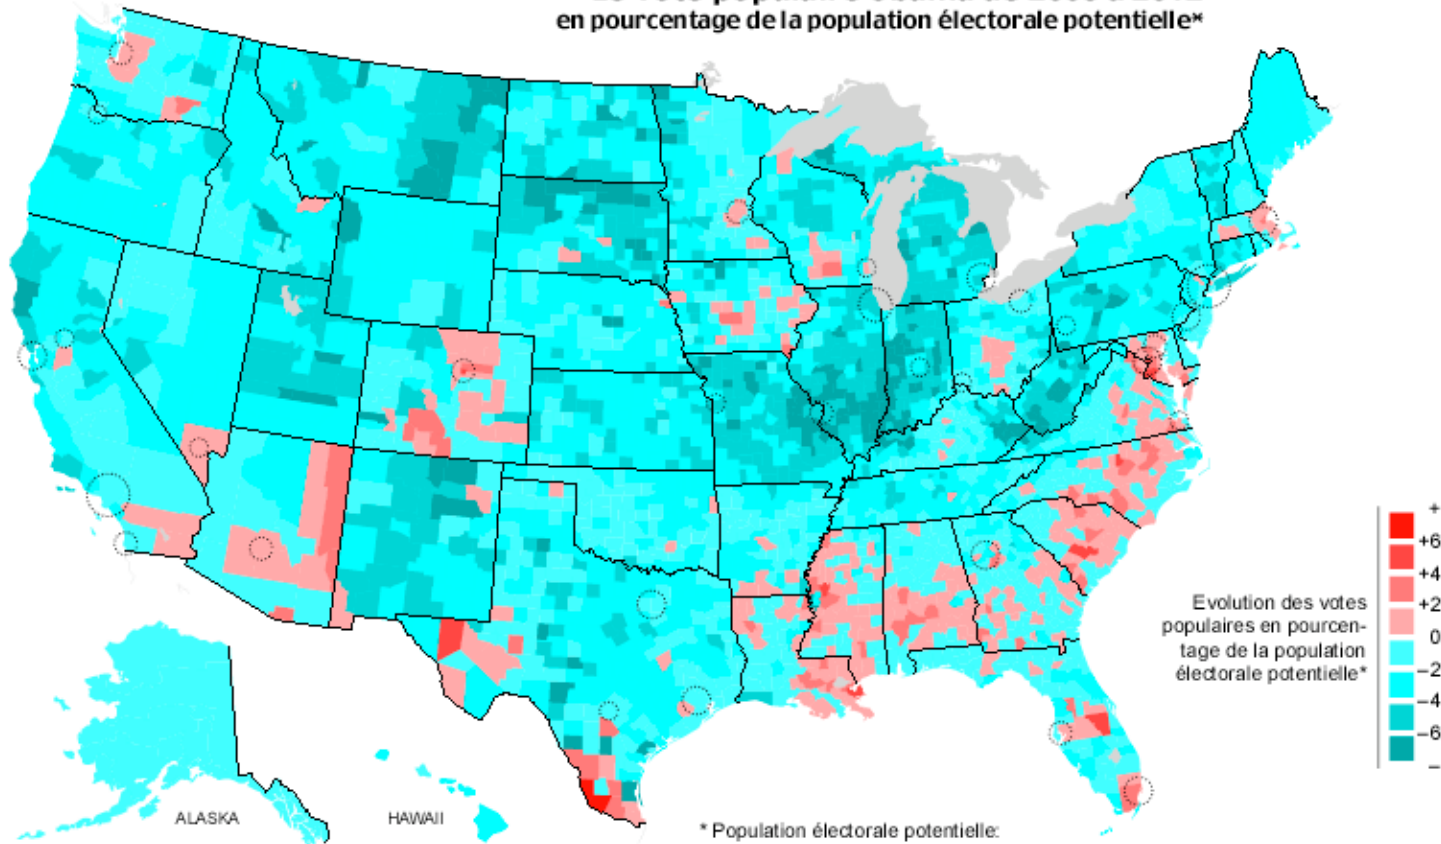 en pourcentage de la population électorale potentielle*
+
+6
+4
+2
0
−2
−4
−6
−
Evolution des votes
populaires en pourcen-
tage de la population
électorale potentielle*
ALASKA
HAWAII
* Population électorale potentielle: